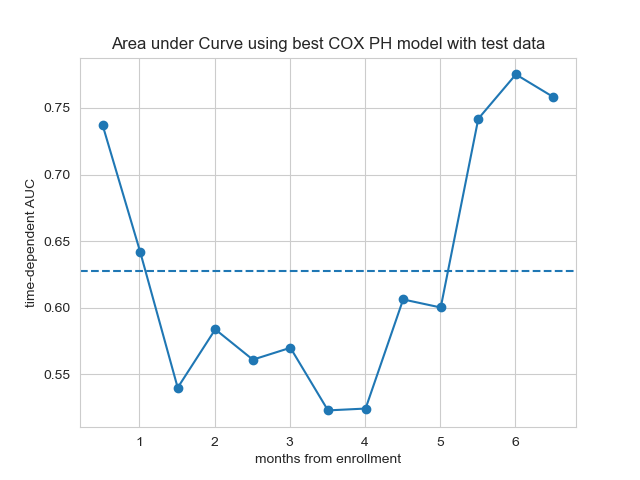 Area under Curve using best COX PH model with test data
time-dependent AUC
0.75
0.70
0.65
0.60
0.55
1 2 3 4 5 6
months from enrollment